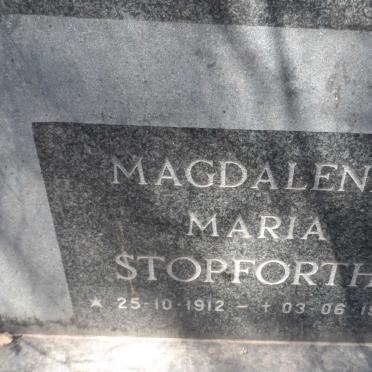 MAGDALEN
MARIA
STOPFORTH
* 25-10-1912 - + 03-06